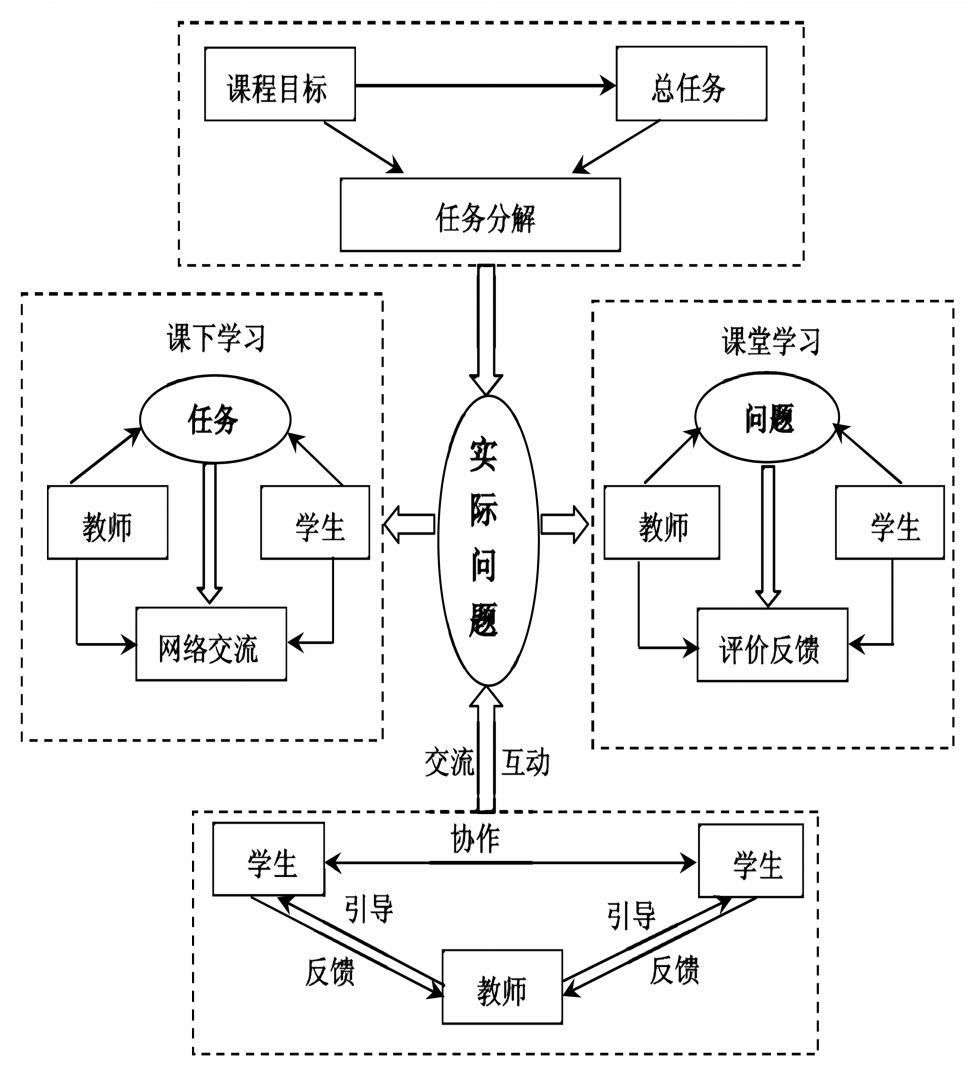 课程目标
总任务
任务分解
课下学习
任务
教师
学生
网络交流
实际问题
课堂学习
问题
教师
学生
评价反馈
交流 互动
协作
学生
学生
引导
引导
反馈
反馈
教师